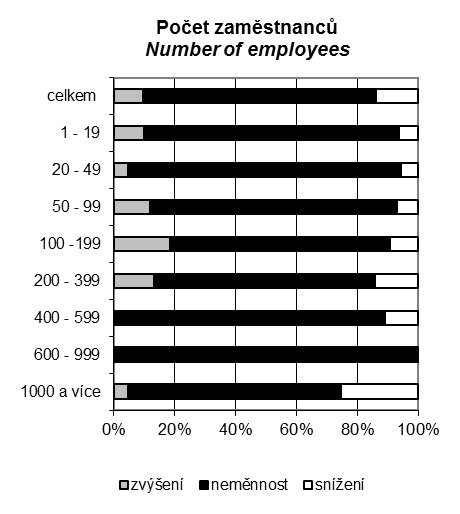 Počet zaměstnanců
Number of employees
celkem
1 - 19
20 - 49
50 - 99
100 -199
200 - 399
400 - 599
600 - 999
1000 a více
0% 20% 40% 60% 80% 100%
zvýšení neměnnost snížení